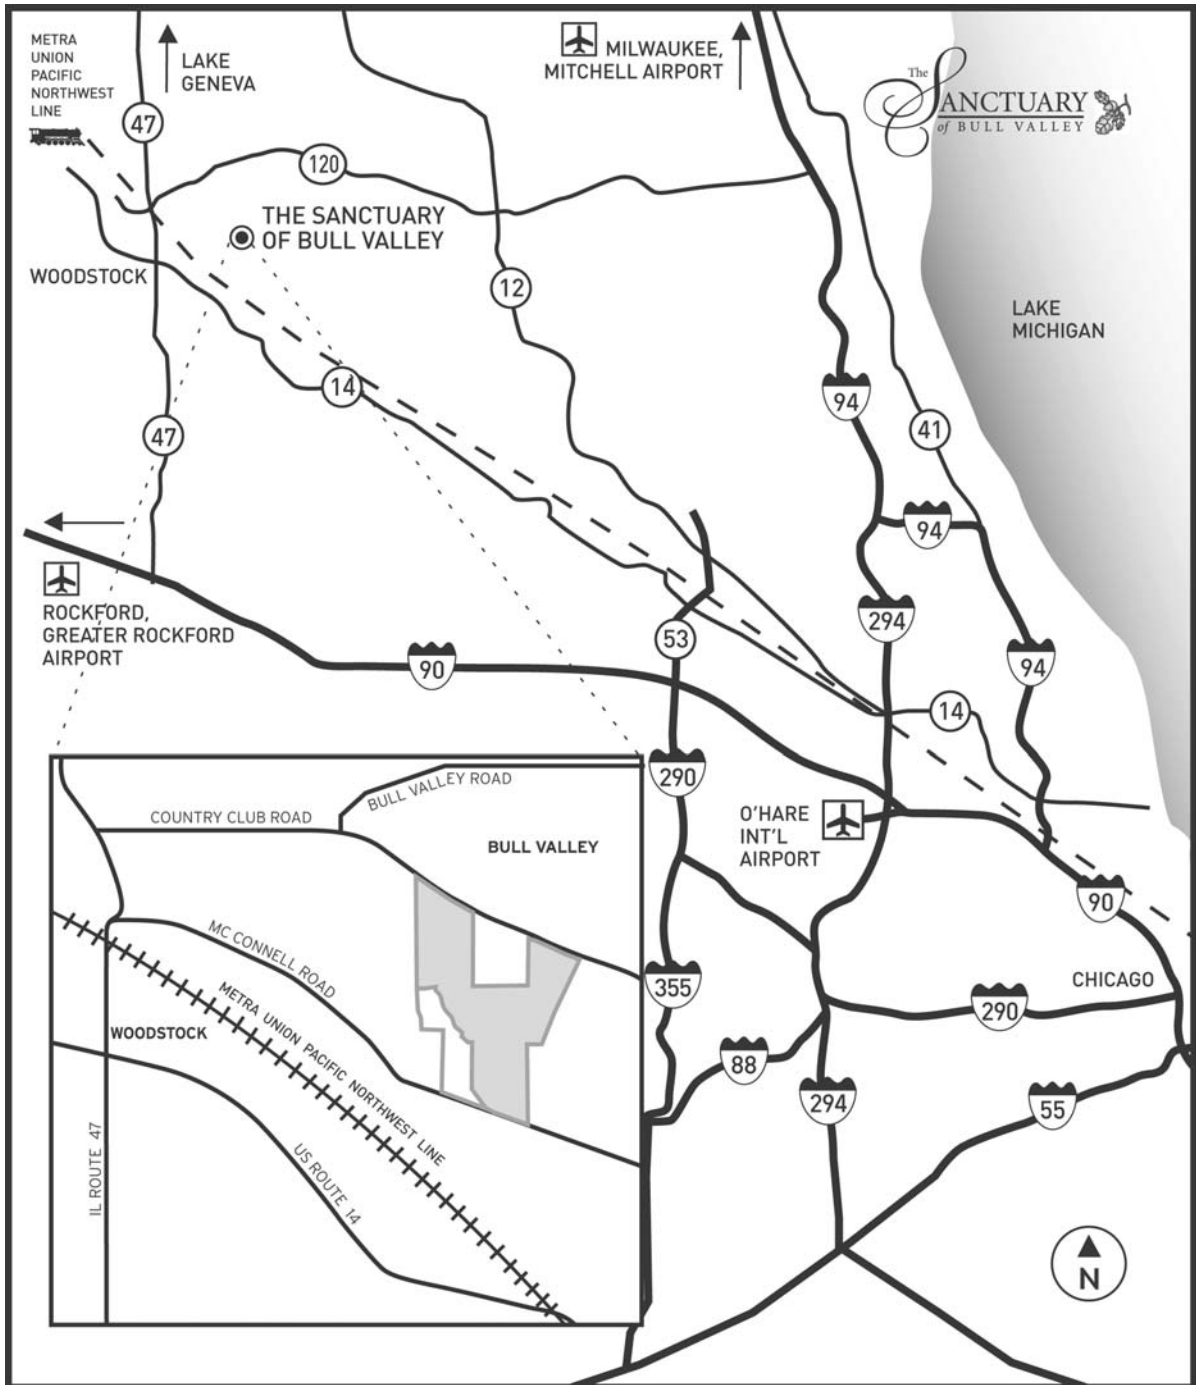 METRA
UNION
PACIFIC
NORTHWEST
LINE
LAKE
GENEVA
MILWAUKEE,
MITCHELL AIRPORT
The
SANCTUARY
of BULL VALLEY
47
120
THE SANCTUARY
OF BULL VALLEY
WOODSTOCK
12
LAKE
MICHIGAN
14
94
41
47
94
ROCKFORD,
GREATER ROCKFORD
AIRPORT
294
53
90
94
14
290
O'HARE
INT'L
AIRPORT
90
355
CHICAGO
290
88
294
55
N
BULL VALLEY ROAD
COUNTRY CLUB ROAD
BULL VALLEY
MC CONNELL ROAD
METRA UNION PACIFIC NORTHWEST LINE
WOODSTOCK
IL ROUTE 47
US ROUTE 14